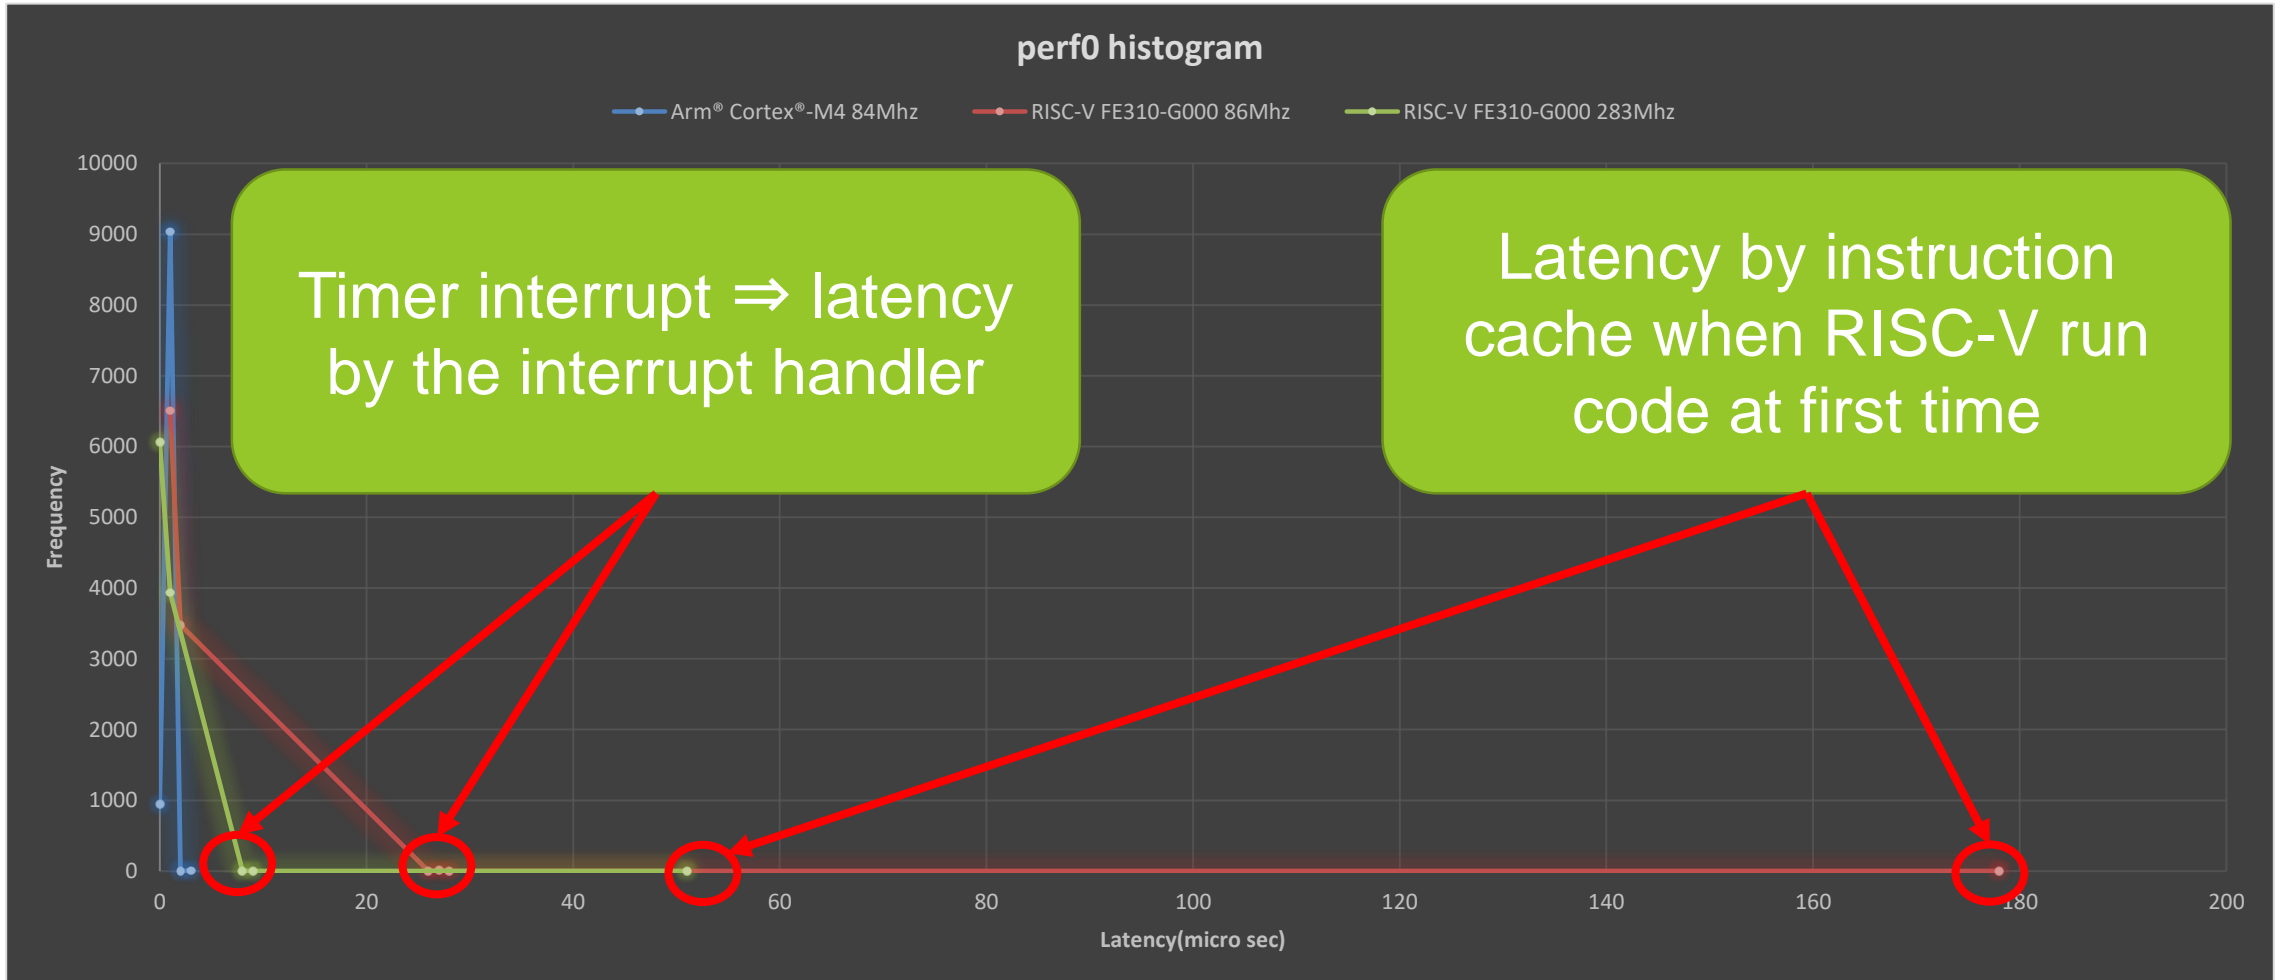 perf0 histogram
Arm® Cortex®-M4 84Mhz
RISC-V FE310-G000 86Mhz
RISC-V FE310-G000 283Mhz
10000
9000
8000
7000
6000
5000
4000
3000
2000
1000
0
Frequency
Timer interrupt ⇒ latency
by the interrupt handler
Latency by instruction
cache when RISC-V run
code at first time
0 20 40 60 80 100 120 140 160 180 200
Latency(micro sec)